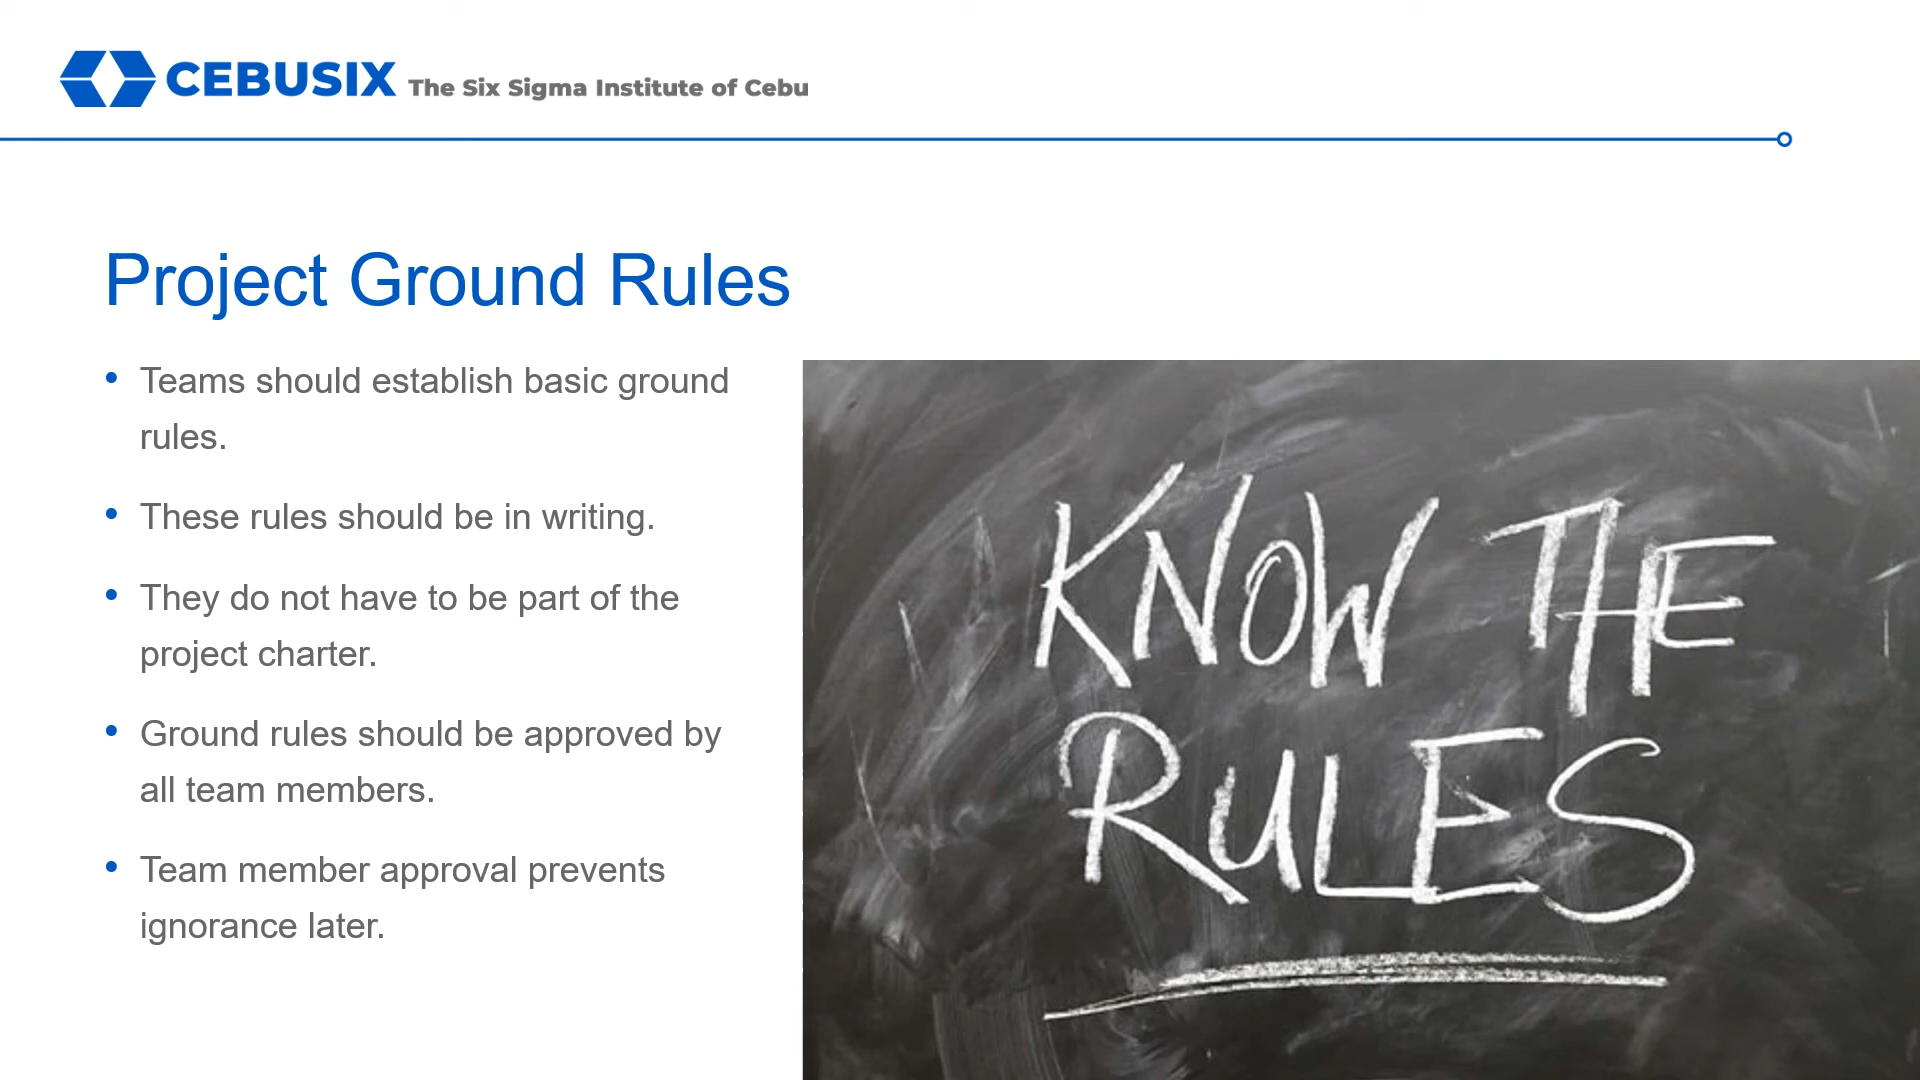 CEBUSIX The Six Sigma Institute of Cebu
Project Ground Rules
• Teams should establish basic ground
rules.
• These rules should be in writing.
• They do not have to be part of the
project charter.
• Ground rules should be approved by
all team members.
• Team member approval prevents
ignorance later.
KNOW THE
RULES